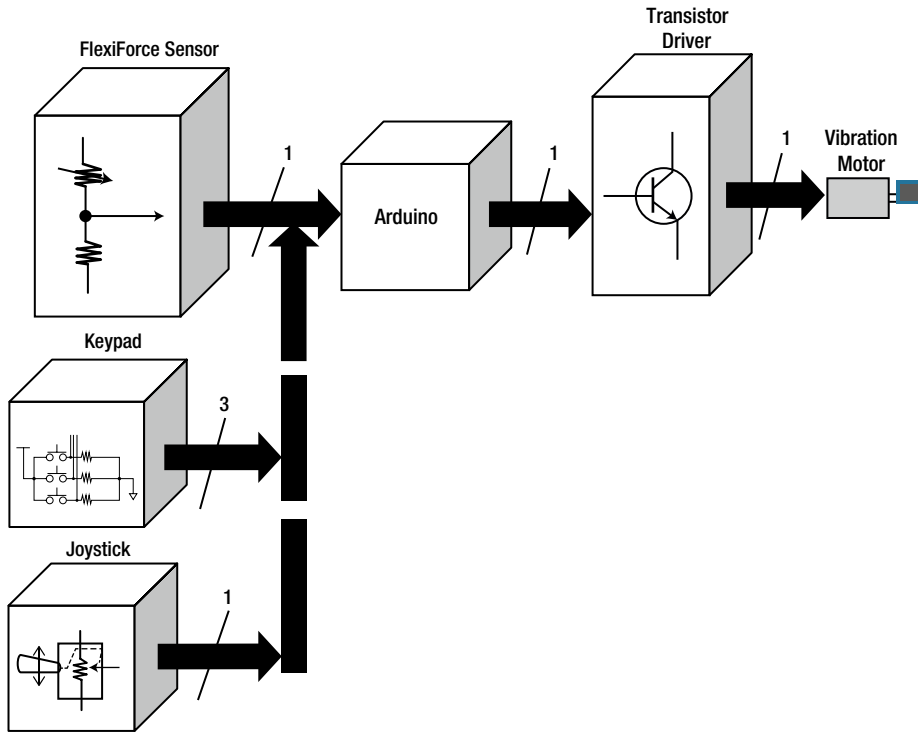 Transistor
Driver
FlexiForce Sensor
1
Arduino
1
1
Vibration
Motor
Keypad
3
Joystick
1